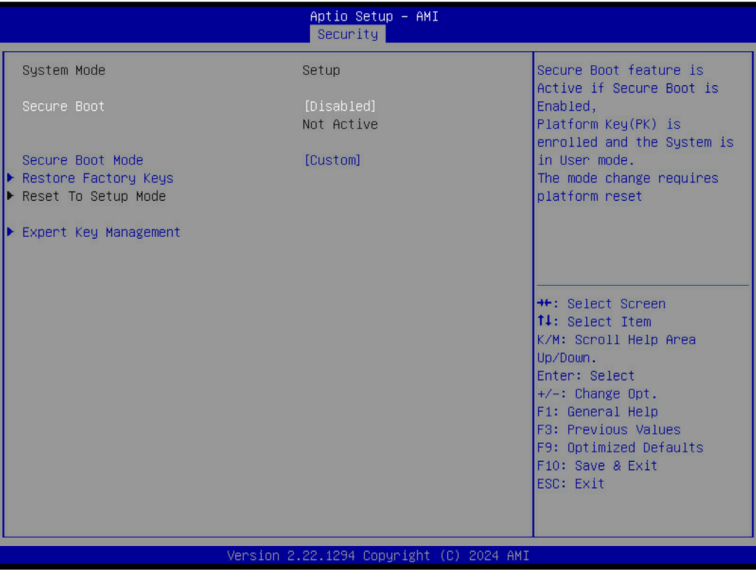 Aptio Setup – AMI
Security
System Mode Setup
Secure Boot [Disabled]
Not Active
Secure Boot Mode [Custom]
Restore Factory Keys
Reset To Setup Mode
Expert Key Management
Secure Boot feature is
Active if Secure Boot is
Enabled,
Platform Key(PK) is
enrolled and the System is
in User mode.
The mode change requires
platform reset
→←: Select Screen
↑↓: Select Item
K/M: Scroll Help Area
Up/Down.
Enter: Select
+/-: Change Opt.
F1: General Help
F3: Previous Values
F9: Optimized Defaults
F10: Save & Exit
ESC: Exit
Version 2.22.1294 Copyright (C) 2024 AMI